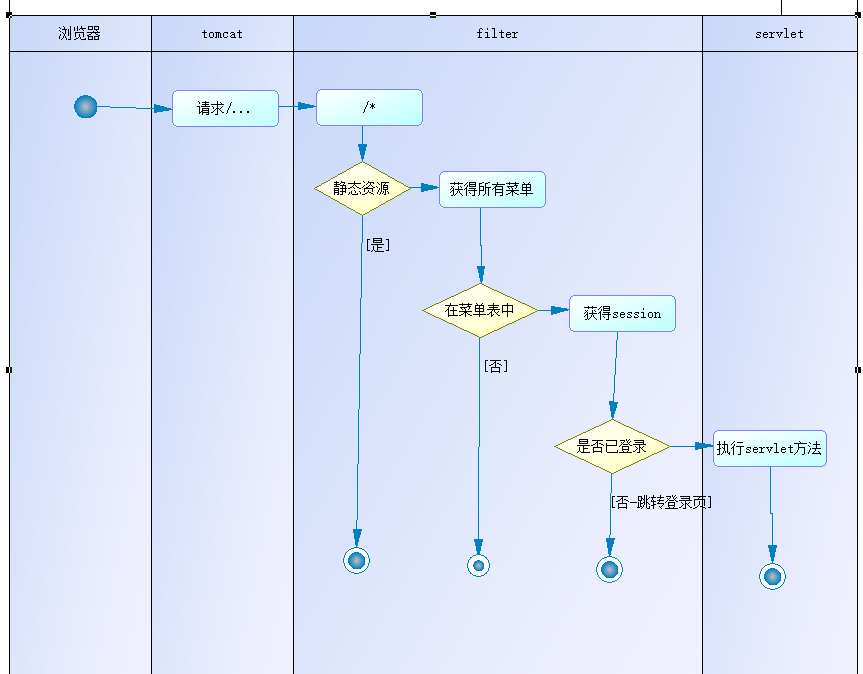 浏览器
tomcat
filter
servlet
请求/...
/*
静态资源
获得所有菜单
[是]
在菜单表中
获得session
[否]
是否已登录
执行servlet方法
[否-跳转登录页]